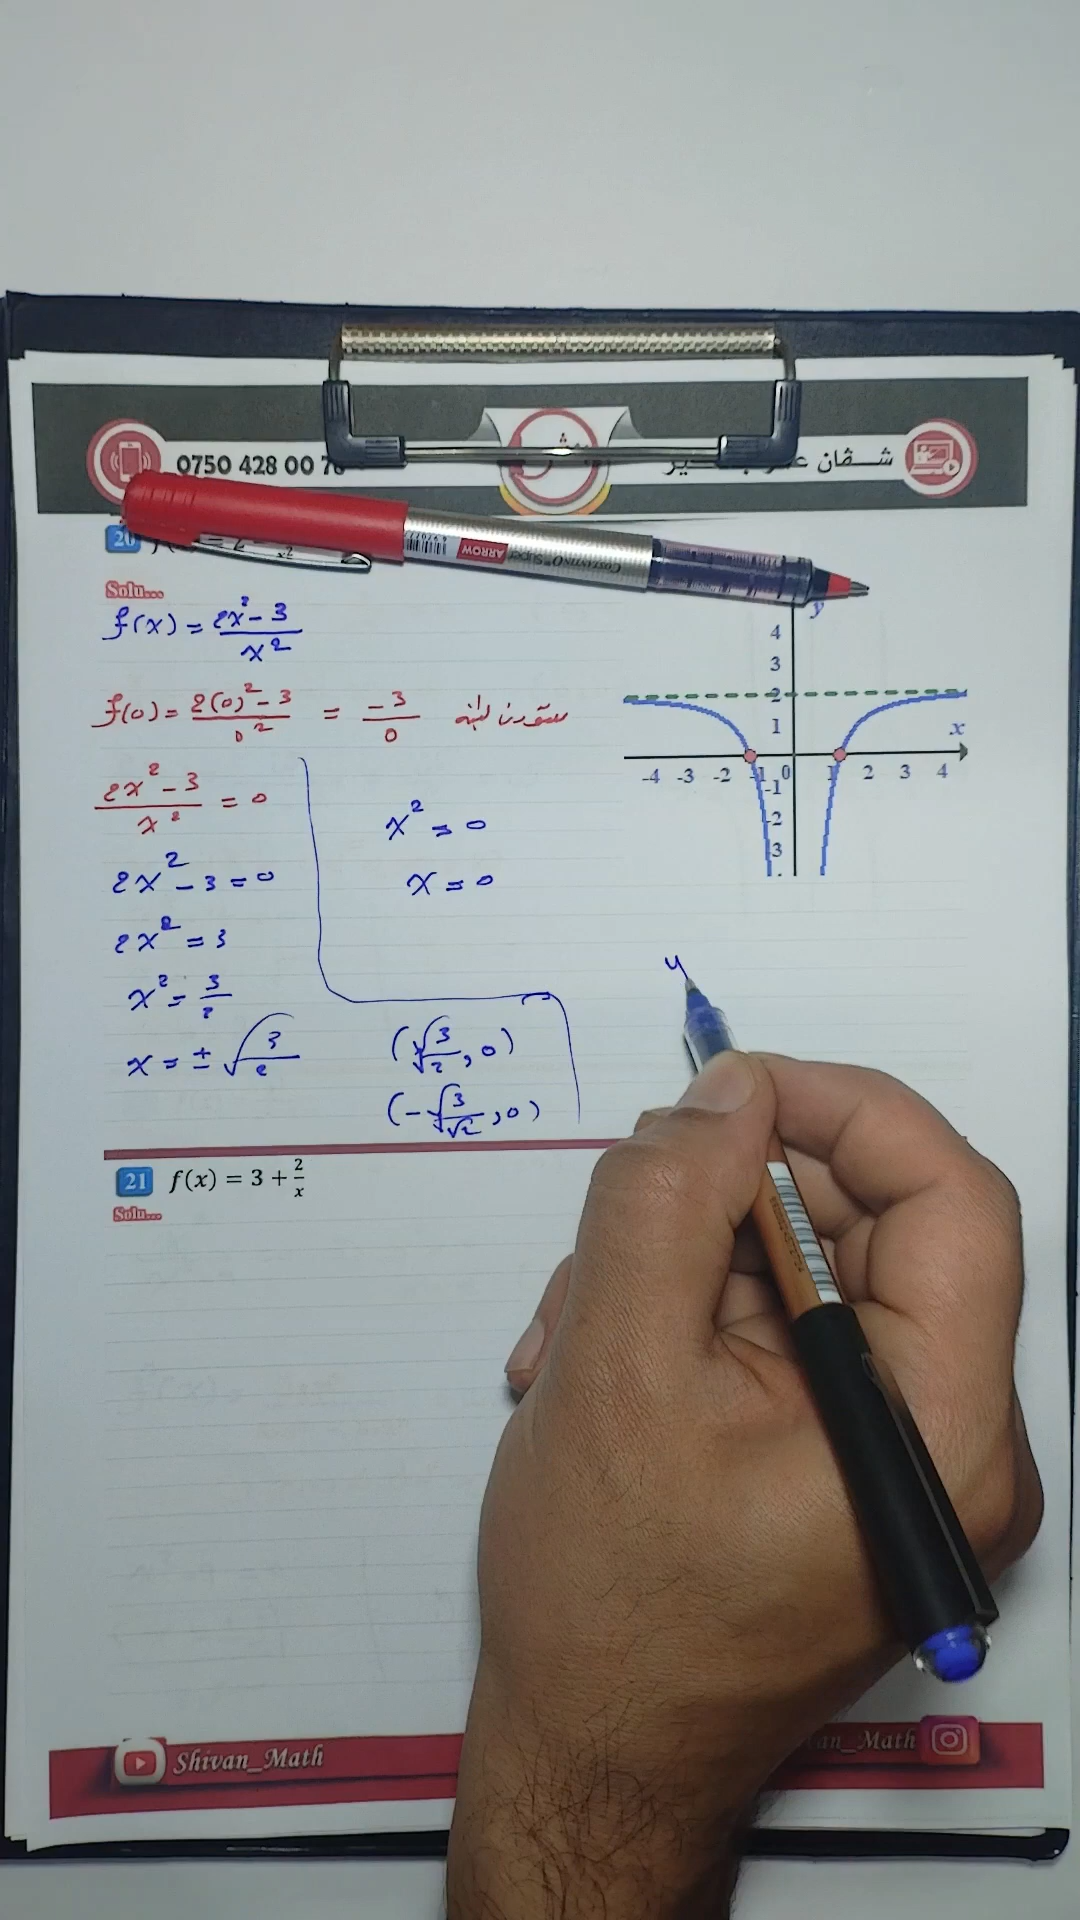 0750 428 00 7
شـــڤان
20
Solu...
f(x) = 2x² - 3 / x²
f(0) = 2(0)² - 3 / 0² = -3 / 0
2x² - 3 / x² = 0
2x² - 3 = 0
2x² = 3
x² = 3/2
x = ± √3/2
x² = 0
x = 0
(√3/2, 0)
(-√3/√2, 0)
y
4
3
2
1
x
-4 -3 -2 -1 0 1 2 3 4
-1
-2
-3
y
ARROW
21 f(x) = 3 + 2/x
Solu...
Shivan_Math
an_Math